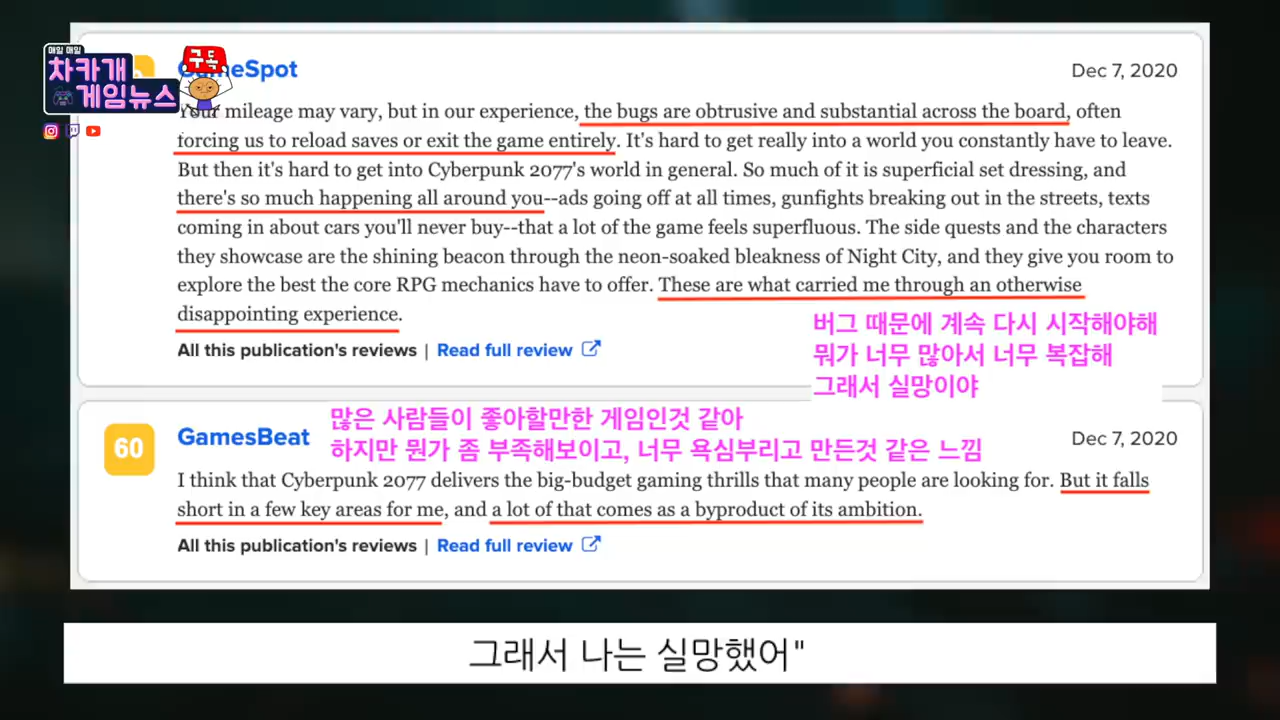 매일 매일
차카개
게임뉴스
구독
GameSpot
Dec 7, 2020
Your mileage may vary, but in our experience, the bugs are obtrusive and substantial across the board, often
forcing us to reload saves or exit the game entirely. It's hard to get really into a world you constantly have to leave.
But then it's hard to get into Cyberpunk 2077's world in general. So much of it is superficial set dressing, and
there's so much happening all around you--ads going off at all times, gunfights breaking out in the streets, texts
coming in about cars you'll never buy--that a lot of the game feels superfluous. The side quests and the characters
they showcase are the shining beacon through the neon-soaked bleakness of Night City, and they give you room to
explore the best the core RPG mechanics have to offer. These are what carried me through an otherwise
disappointing experience.
버그 때문에 계속 다시 시작해야해
뭐가 너무 많아서 너무 복잡해
그래서 실망이야
All this publication's reviews | Read full review
많은 사람들이 좋아할만한 게임인것 같아
하지만 뭔가 좀 부족해보이고, 너무 욕심부리고 만든것 같은 느낌
60
GamesBeat
Dec 7, 2020
I think that Cyberpunk 2077 delivers the big-budget gaming thrills that many people are looking for. But it falls
short in a few key areas for me, and a lot of that comes as a byproduct of its ambition.
All this publication's reviews | Read full review
그래서 나는 실망했어"